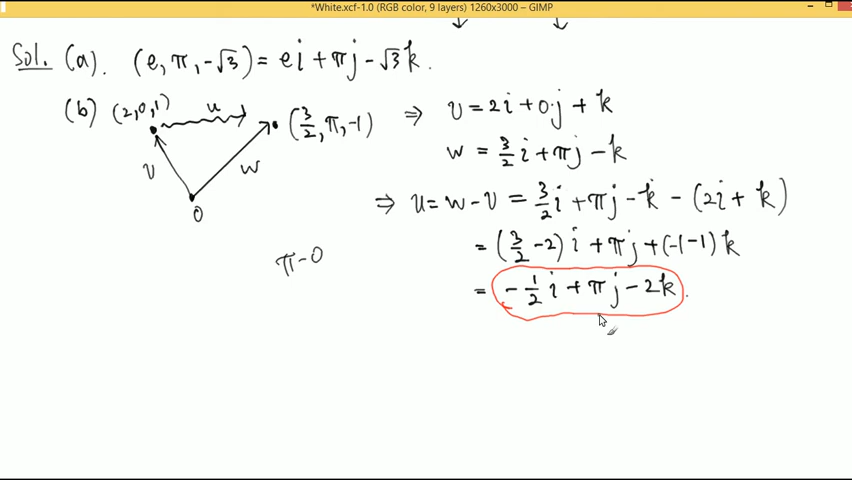 *White.xcf-1.0 (RGB color, 9 layers) 1260x3000 – GIMP
Sol. (a). (e, π, -√3) = ei + πj - √3k.
(b) (2,0,1) u (3/2, π, -1) ⇒ v = 2i + 0·j + k
v w w = 3/2 i + πj - k
0 ⇒ u = w - v = 3/2 i + πj - k - (2i + k)
π-0 = (3/2 - 2) i + πj + (-1-1) k
= -1/2 i + πj - 2k.